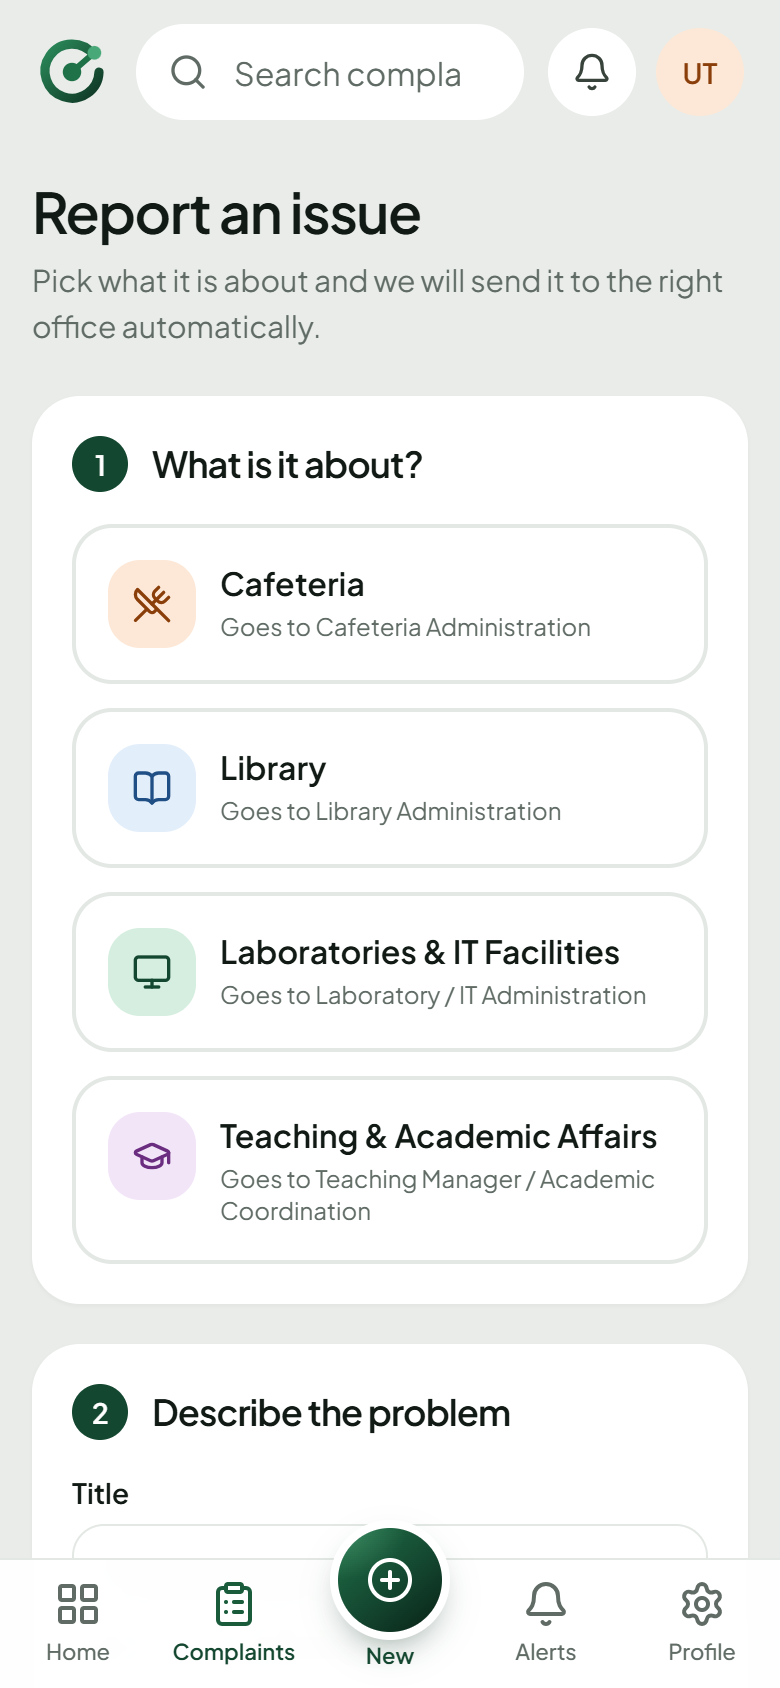 Search compla
UT
Report an issue
Pick what it is about and we will send it to the right
office automatically.
1 What is it about?
Cafeteria
Goes to Cafeteria Administration
Library
Goes to Library Administration
Laboratories & IT Facilities
Goes to Laboratory / IT Administration
Teaching & Academic Affairs
Goes to Teaching Manager / Academic
Coordination
2 Describe the problem
Title
Home Complaints New Alerts Profile